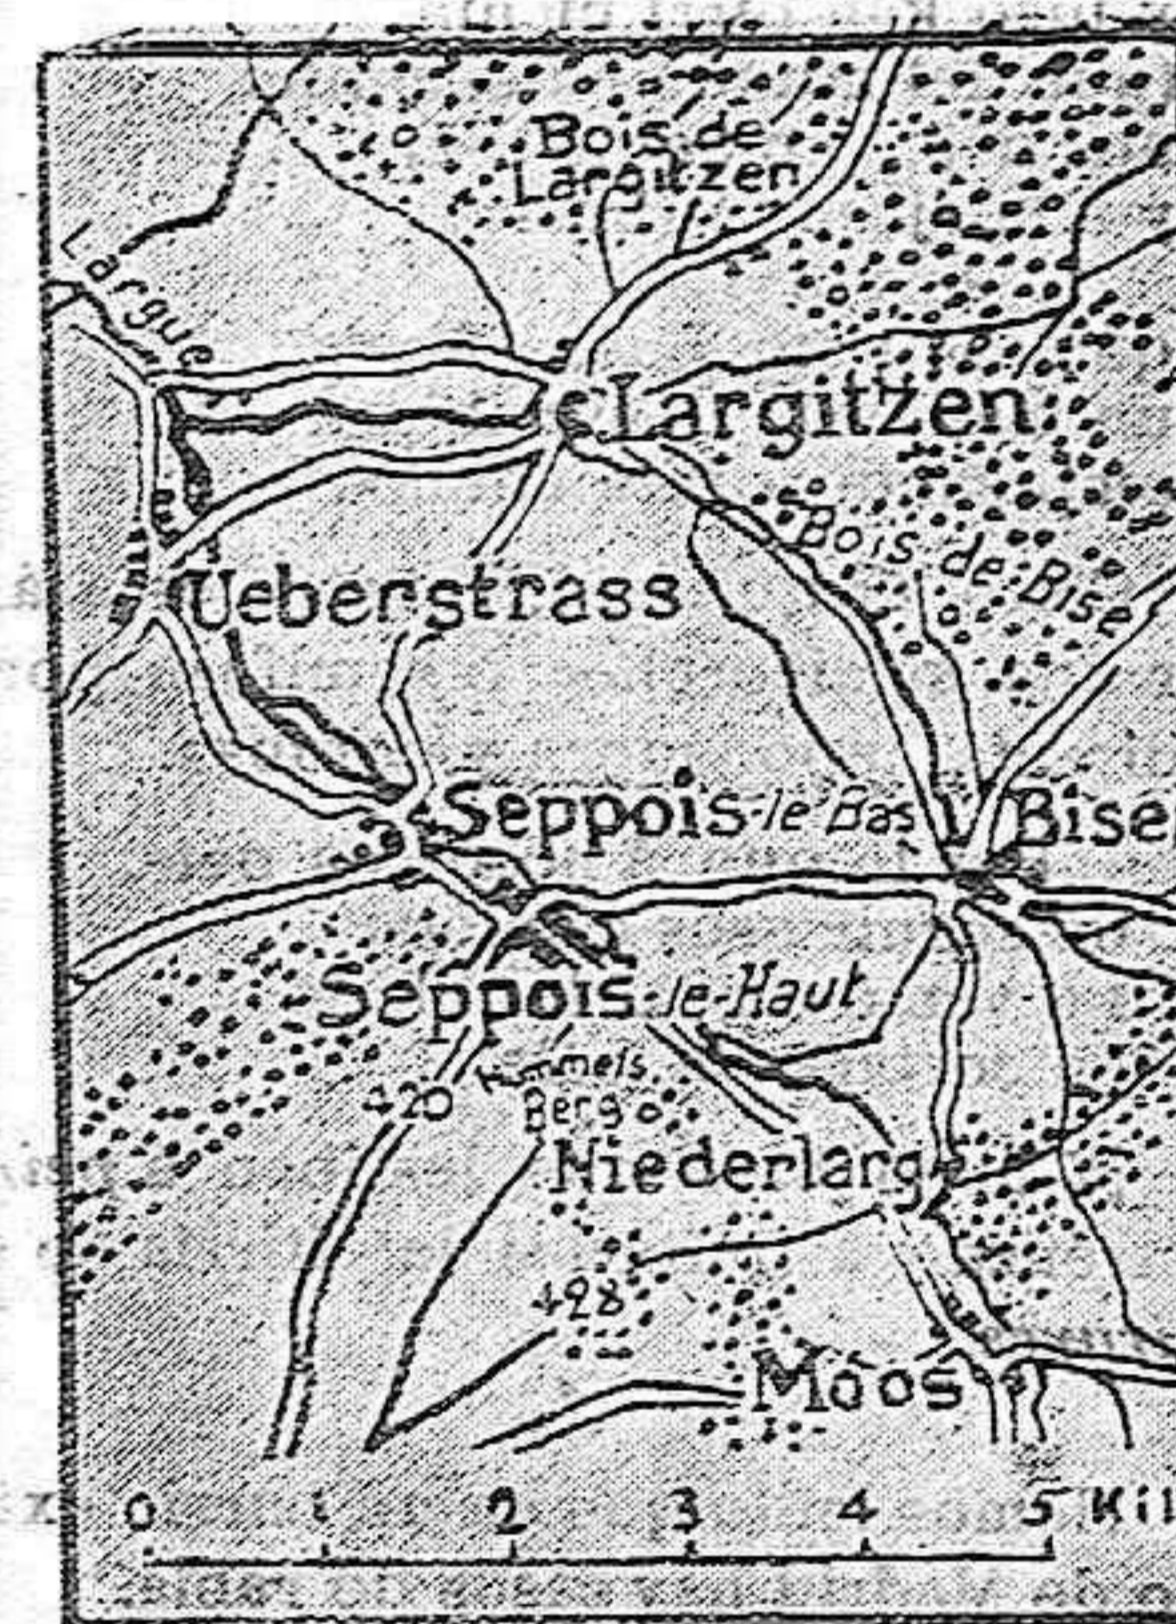 Bois de
Largitzen
Largue
Largitzen
Bois de Bise
Ueberstrass
Seppois-le Bas
Bise
Seppois-le-Haut
420
Himmels
Berg
Niederlarg
428
Moos
0 1 2 3 4 5 Kil